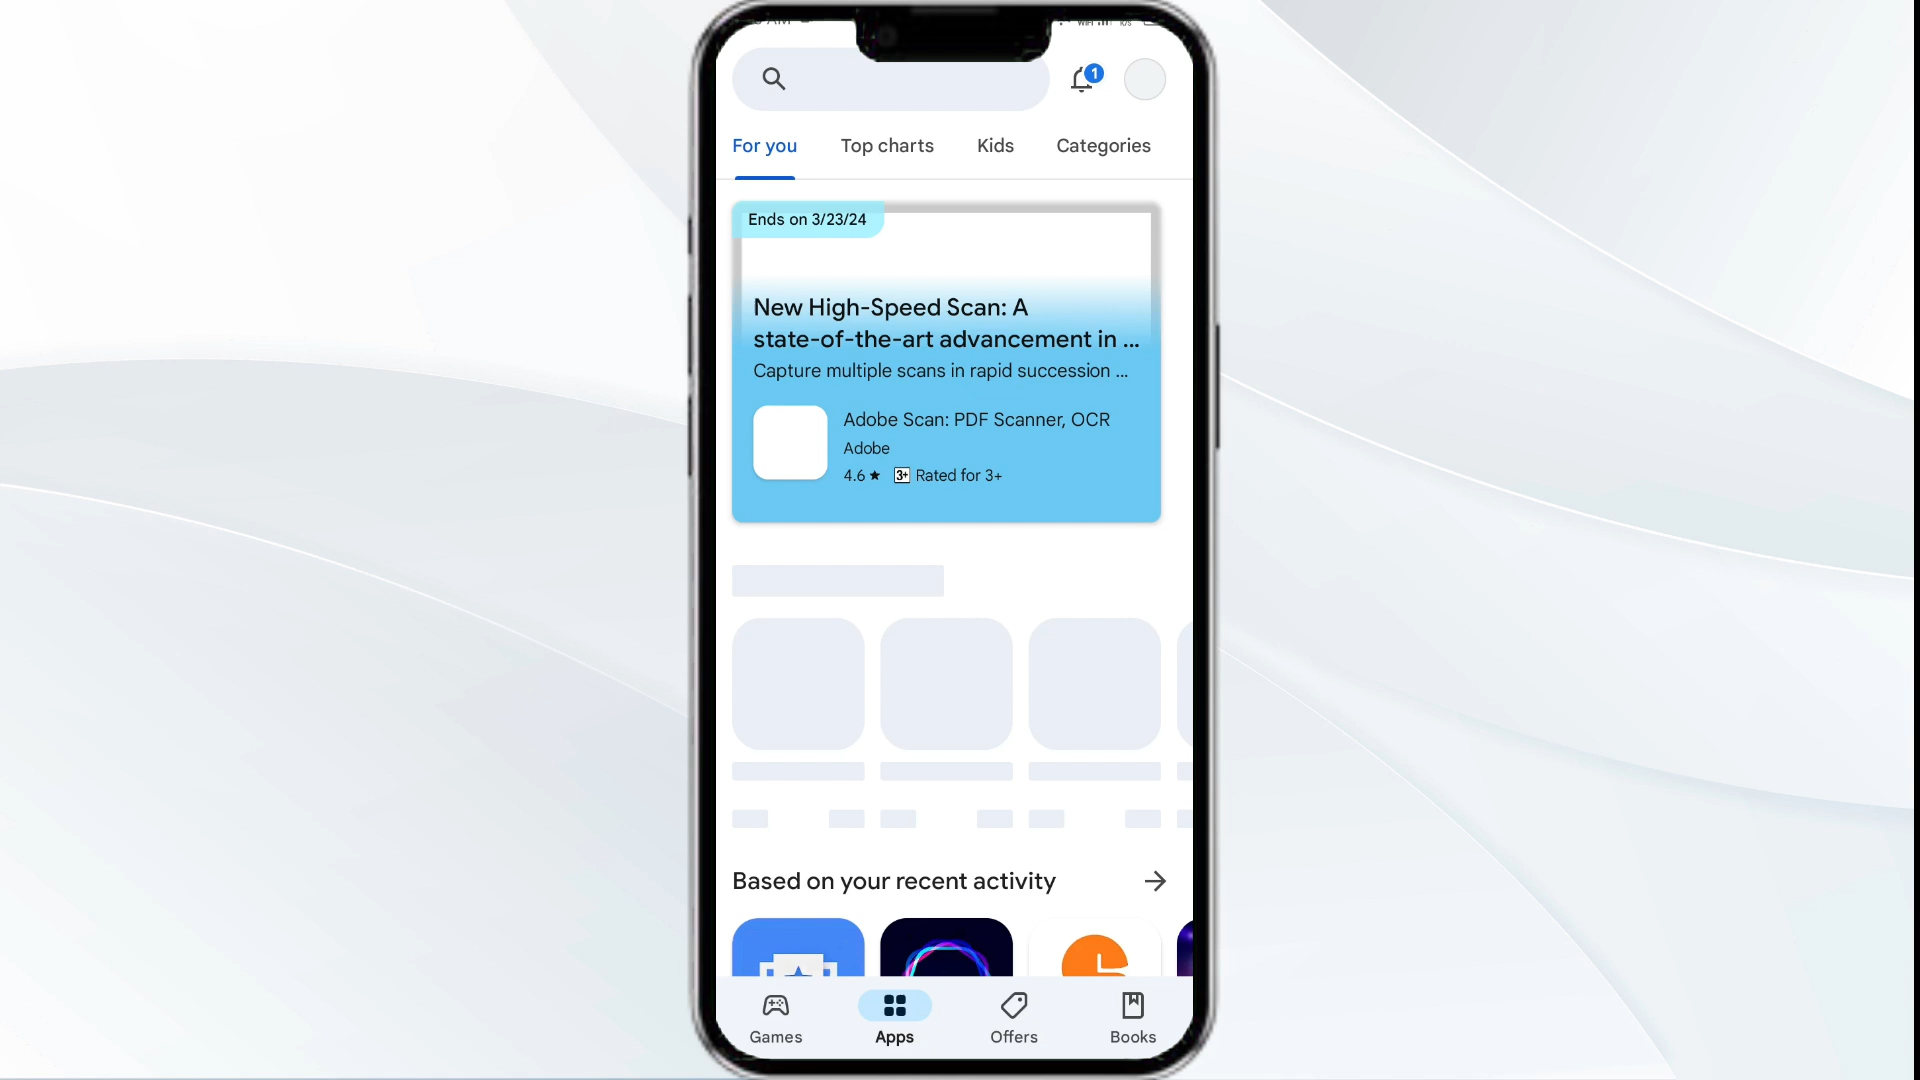 1
For you Top charts Kids Categories
Ends on 3/23/24
New High-Speed Scan: A
state-of-the-art advancement in ...
Capture multiple scans in rapid succession ...
Adobe Scan: PDF Scanner, OCR
Adobe
4.6 ★ 3+ Rated for 3+
Based on your recent activity
Games Apps Offers Books